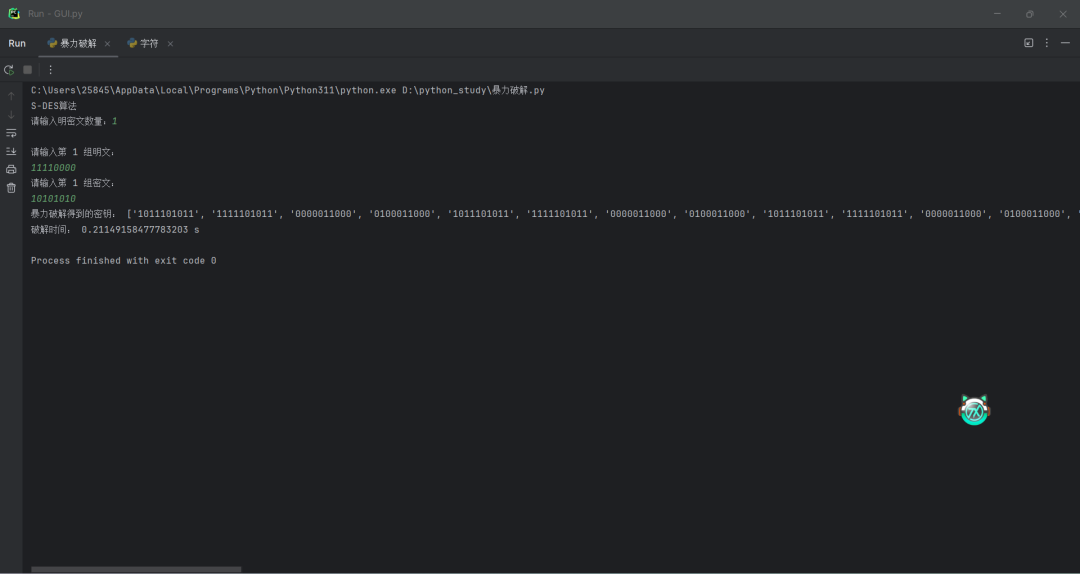 Run - GUI.py
Run 暴力破解 字符
C:\Users\25845\AppData\Local\Programs\Python\Python311\python.exe D:\python_study\暴力破解.py
S-DES算法
请输入明密文数量：1
请输入第 1 组明文：
11110000
请输入第 1 组密文：
10101010
暴力破解得到的密钥： ['1011101011', '1111101011', '0000011000', '0100011000', '1011101011', '1111101011', '0000011000', '0100011000', '1011101011', '1111101011', '0000011000', '0100011000', '
破解时间： 0.21149158477783203 s
Process finished with exit code 0